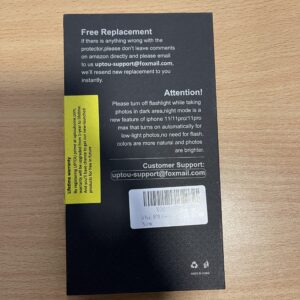 Free Replacement
If there is anything wrong with the
protector,please don't leave comments
on amazon directly and please email
to us uptou-support@foxmail.com,
we'll resend new replacement to you
instantly.
Attention!
Please turn off flashlight while taking
photos in dark area,night mode is a
new feature of iphone 11/11pro/11pro
max that turns on automatically for
low-light photos,no need for flash,
colors are more natural and photos
are brighter.
Customer Support:
uptou-support@foxmail.com
Lifetime warranty